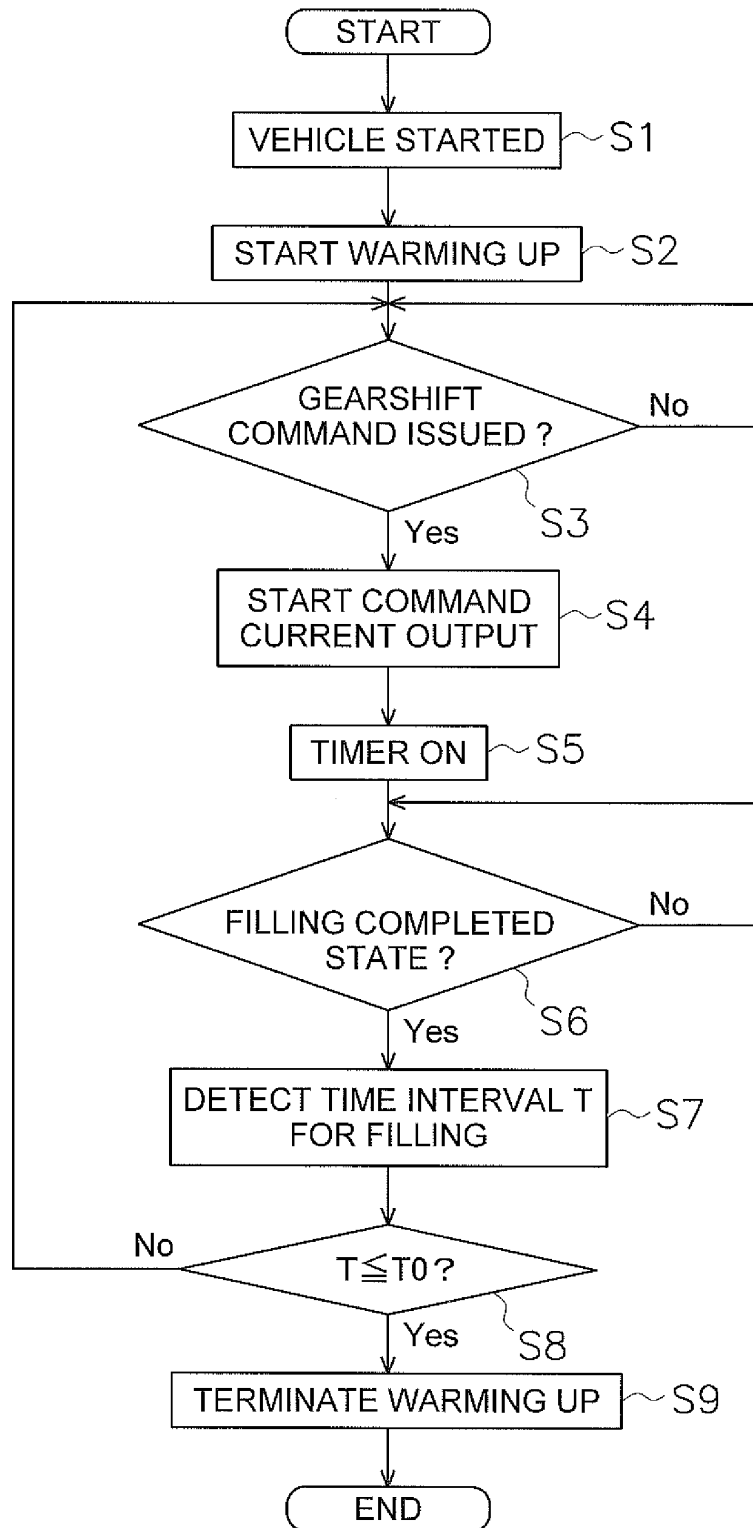 START
VEHICLE STARTED
S1
START WARMING UP
S2
GEARSHIFT
COMMAND ISSUED ?
No
S3
Yes
START COMMAND
CURRENT OUTPUT
S4
TIMER ON
S5
FILLING COMPLETED
STATE ?
No
S6
Yes
DETECT TIME INTERVAL T
FOR FILLING
S7
No
T≦T0 ?
S8
Yes
TERMINATE WARMING UP
S9
END